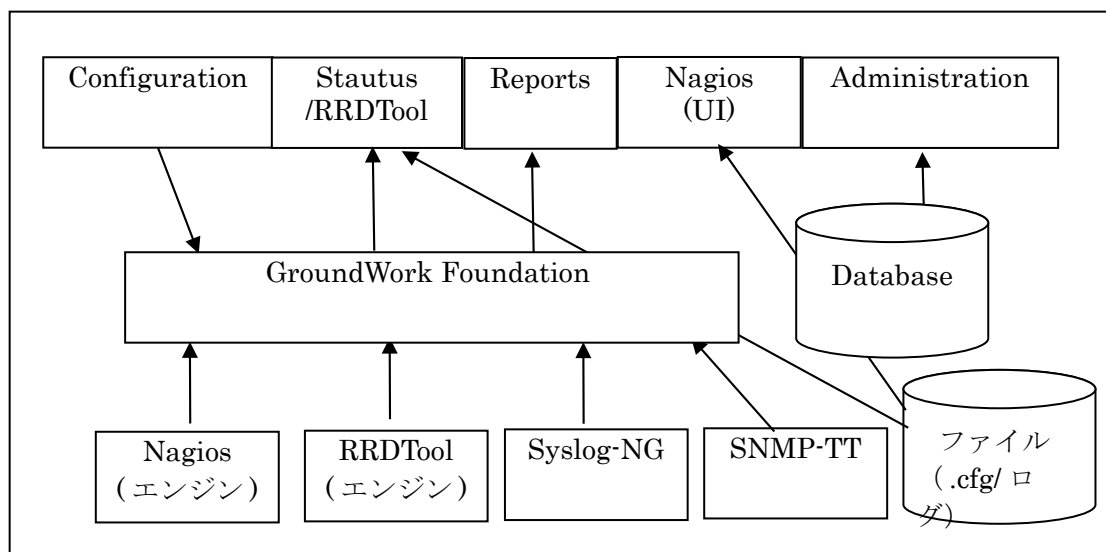 Configuration
Stautus
/RRDTool
Reports
Nagios
(UI)
Administration
GroundWork Foundation
Database
Nagios
(エンジン)
RRDTool
(エンジン)
Syslog-NG
SNMP-TT
ファイル
( .cfg/ ロ
グ)